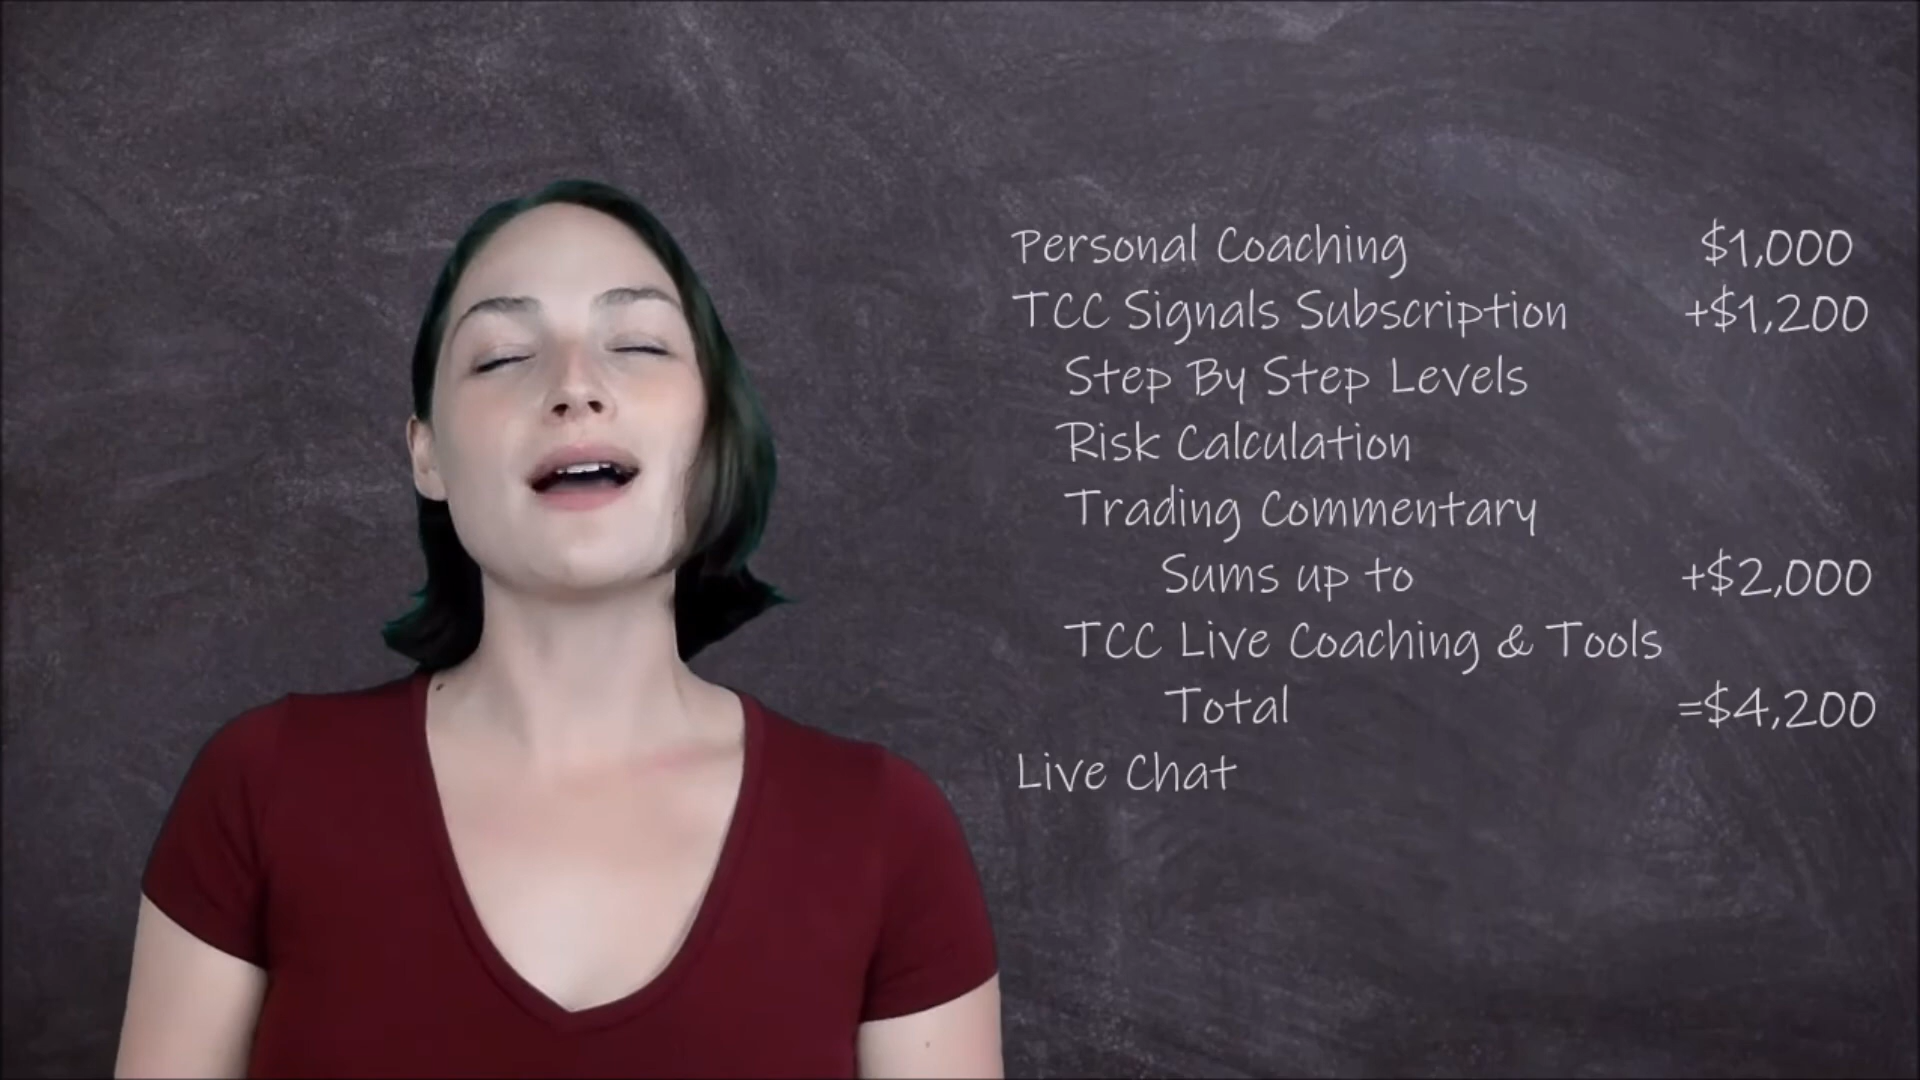 Personal Coaching $1,000
TCC Signals Subscription +$1,200
Step By Step Levels
Risk Calculation
Trading Commentary
Sums up to +$2,000
TCC Live Coaching & Tools
Total =$4,200
Live Chat